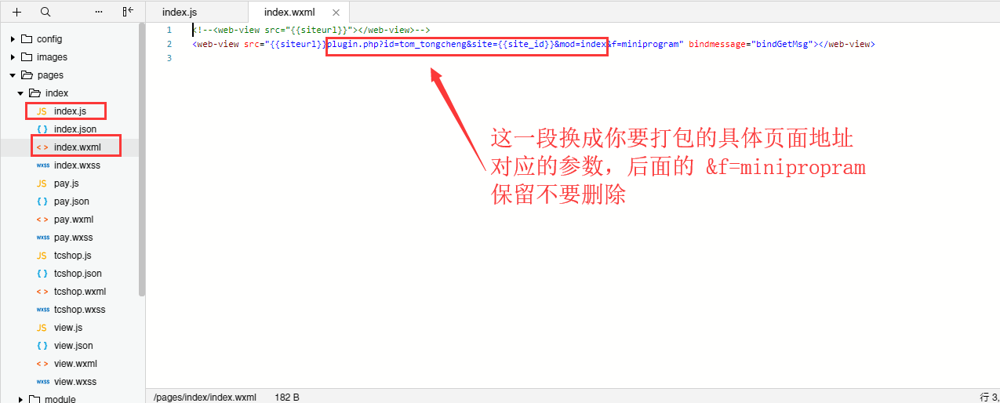 index.js
index.wxml
config
images
pages
index
JS index.js
{ } index.json
< > index.wxml
wxss index.wxss
JS pay.js
{ } pay.json
< > pay.wxml
wxss pay.wxss
JS tcshop.js
{ } tcshop.json
< > tcshop.wxml
wxss tcshop.wxss
JS view.js
{ } view.json
< > view.wxml
wxss view.wxss
module
1 <!--<web-view src="{{siteurl}}"></web-view>-->
2 <web-view src="{{siteurl}}plugin.php?id=tom_tongcheng&site={{site_id}}&mod=index&f=miniprogram" bindmessage="bindGetMsg"></web-view>
3
这一段换成你要打包的具体页面地址
对应的参数，后面的 &f=minipropram
保留不要删除
/pages/index/index.wxml 182 B
行 3,